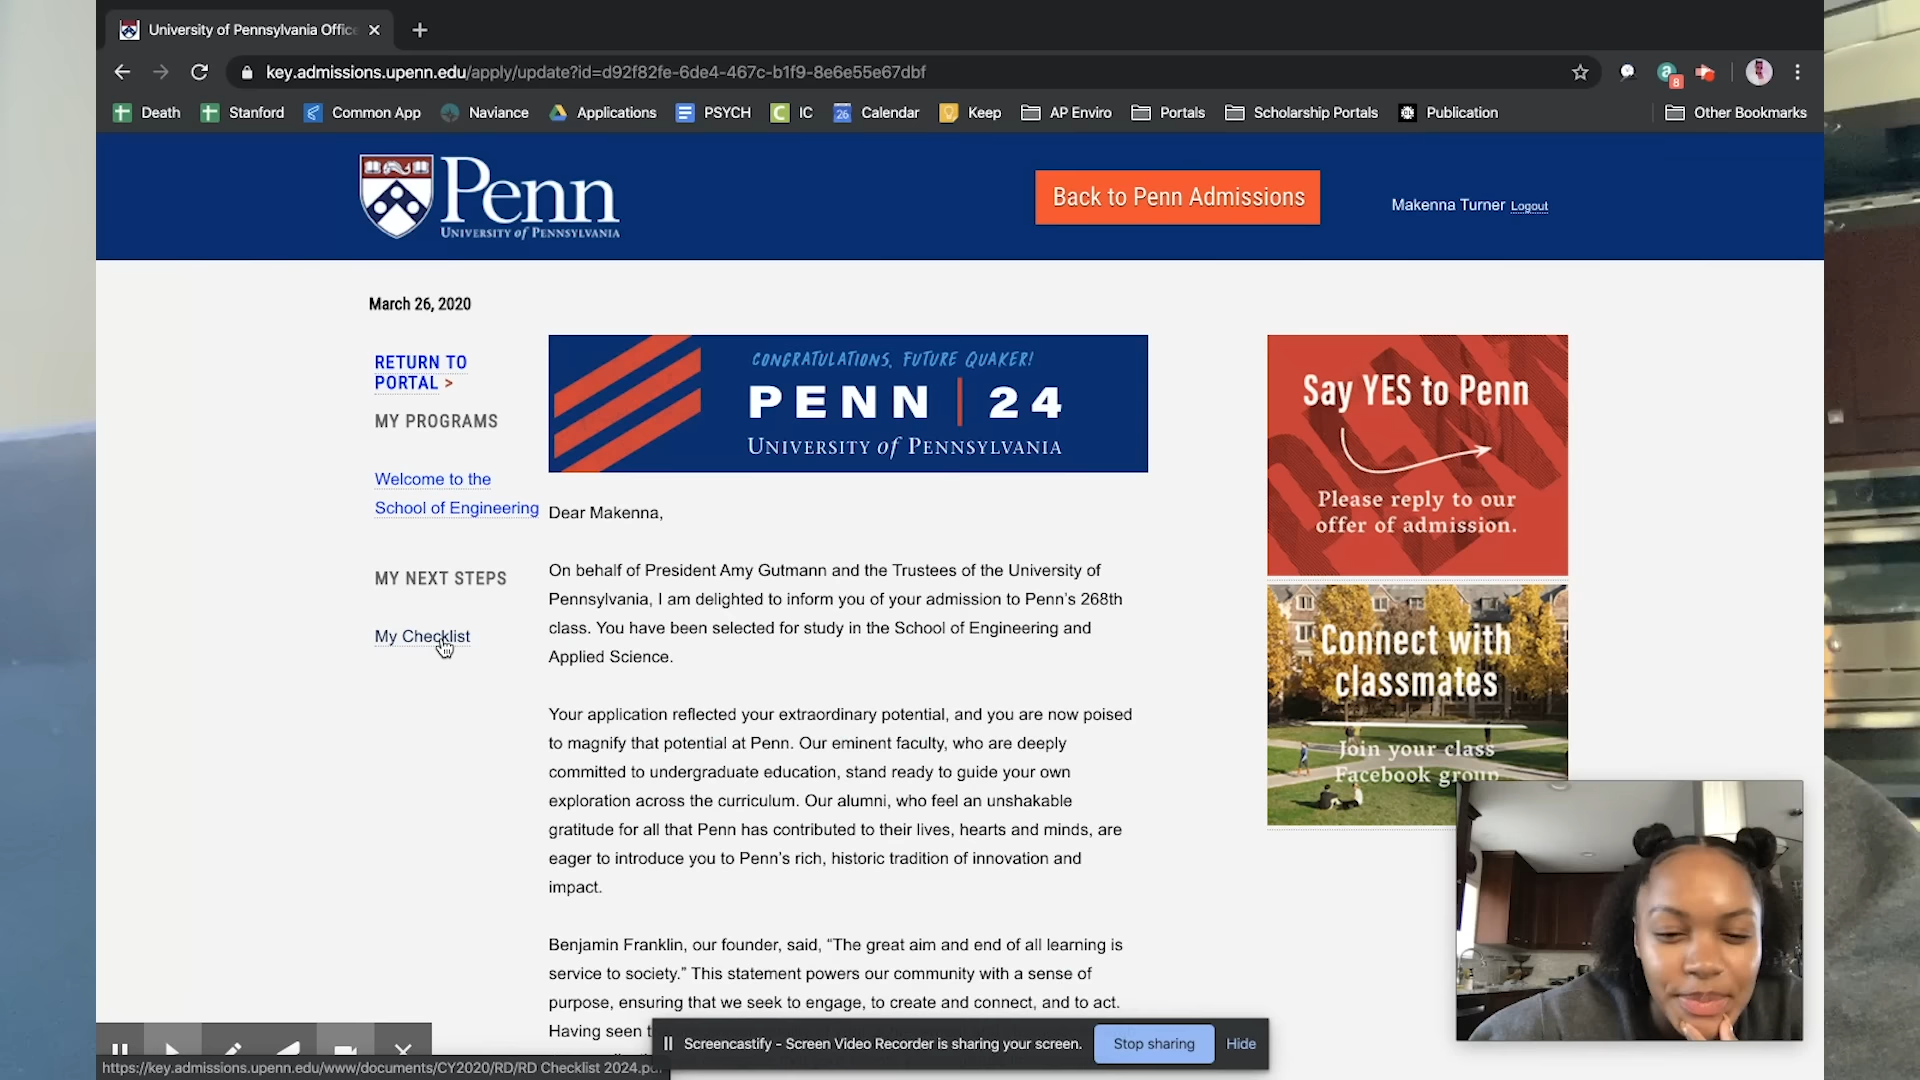 University of Pennsylvania Office
key.admissions.upenn.edu/apply/update?id=d92f82fe-6de4-467c-b1f9-8e6e55e67dbf
8
Death Stanford Common App Naviance Applications PSYCH IC 26 Calendar Keep AP Enviro Portals Scholarship Portals Publication Other Bookmarks
Penn
UNIVERSITY of PENNSYLVANIA
Back to Penn Admissions
Makenna Turner Logout
March 26, 2020
RETURN TO
PORTAL >
MY PROGRAMS
Welcome to the
School of Engineering
MY NEXT STEPS
My Checklist
CONGRATULATIONS, FUTURE QUAKER!
PENN | 24
UNIVERSITY of PENNSYLVANIA
Dear Makenna,
On behalf of President Amy Gutmann and the Trustees of the University of
Pennsylvania, I am delighted to inform you of your admission to Penn's 268th
class. You have been selected for study in the School of Engineering and
Applied Science.
Your application reflected your extraordinary potential, and you are now poised
to magnify that potential at Penn. Our eminent faculty, who are deeply
committed to undergraduate education, stand ready to guide your own
exploration across the curriculum. Our alumni, who feel an unshakable
gratitude for all that Penn has contributed to their lives, hearts and minds, are
eager to introduce you to Penn's rich, historic tradition of innovation and
impact.
Benjamin Franklin, our founder, said, “The great aim and end of all learning is
service to society.” This statement powers our community with a sense of
purpose, ensuring that we seek to engage, to create and connect, and to act.
Having seen
Say YES to Penn
Please reply to our
offer of admission.
Connect with
classmates
Join your class
Facebook group
Screencastify - Screen Video Recorder is sharing your screen.
Stop sharing
Hide
https://key.admissions.upenn.edu/www/documents/CY2020/RD/RD Checklist 2024.pdf